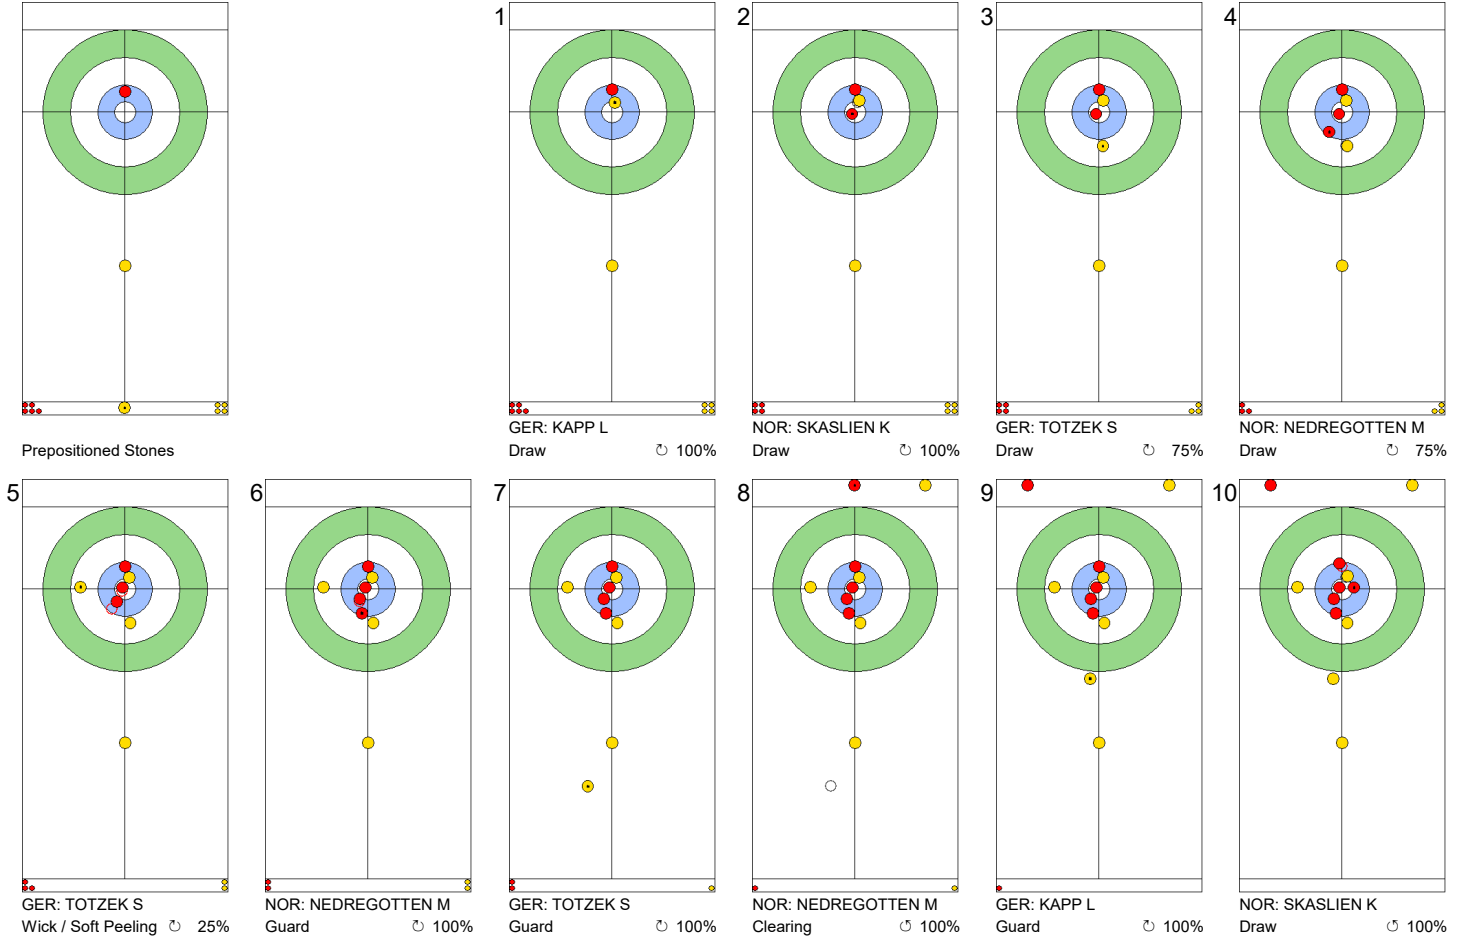 1
2
3
4
Prepositioned Stones
GER: KAPP L
Draw ↻ 100%
NOR: SKASLIEN K
Draw ↻ 100%
GER: TOTZEK S
Draw ↻ 75%
NOR: NEDREGOTTEN M
Draw ↻ 75%
5
6
7
8
9
10
GER: TOTZEK S
Wick / Soft Peeling ↻ 25%
NOR: NEDREGOTTEN M
Guard ↻ 100%
GER: TOTZEK S
Guard ↻ 100%
NOR: NEDREGOTTEN M
Clearing ↺ 100%
GER: KAPP L
Guard ↻ 100%
NOR: SKASLIEN K
Draw ↺ 100%